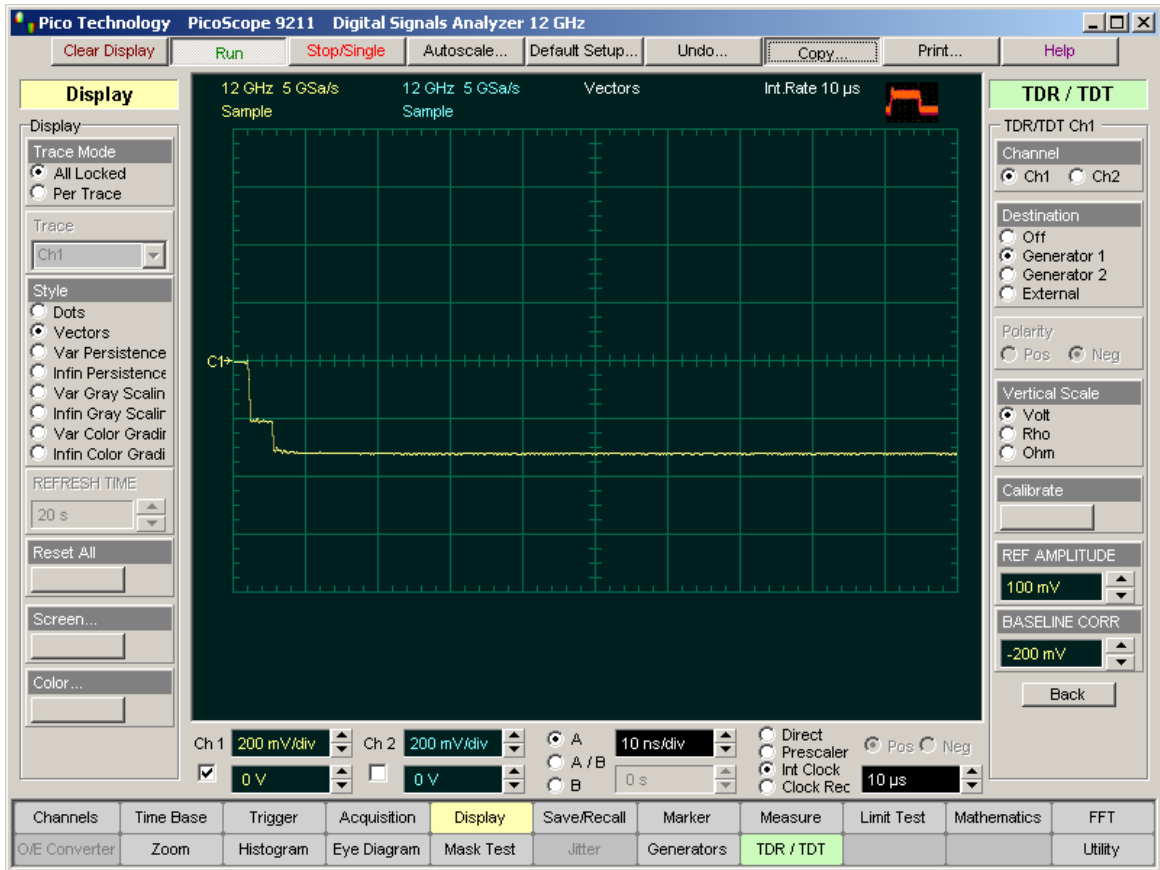 Pico Technology PicoScope 9211 Digital Signals Analyzer 12 GHz
Clear Display Run Stop/Single Autoscale... Default Setup... Undo... Copy... Print... Help
Display
Display
Trace Mode
All Locked
Per Trace
Trace
Ch1
Style
Dots
Vectors
Var Persistence
Infin Persistence
Var Gray Scalin
Infin Gray Scalir
Var Color Gradir
Infin Color Gradi
REFRESH TIME
20 s
Reset All
Screen...
Color...
12 GHz 5 GSa/s 12 GHz 5 GSa/s Vectors Int.Rate 10 µs
Sample Sample
C1
TDR / TDT
TDR/TDT Ch1
Channel
Ch1 Ch2
Destination
Off
Generator 1
Generator 2
External
Polarity
Pos Neg
Vertical Scale
Volt
Rho
Ohm
Calibrate
REF AMPLITUDE
100 mV
BASELINE CORR
-200 mV
Back
Ch 1 200 mV/div Ch 2 200 mV/div A 10 ns/div Direct Pos Neg
0 V 0 V A / B 0 s Prescaler
B Int Clock 10 µs
Clock Rec
Channels Time Base Trigger Acquisition Display Save/Recall Marker Measure Limit Test Mathematics FFT
O/E Converter Zoom Histogram Eye Diagram Mask Test Jitter Generators TDR / TDT Utility